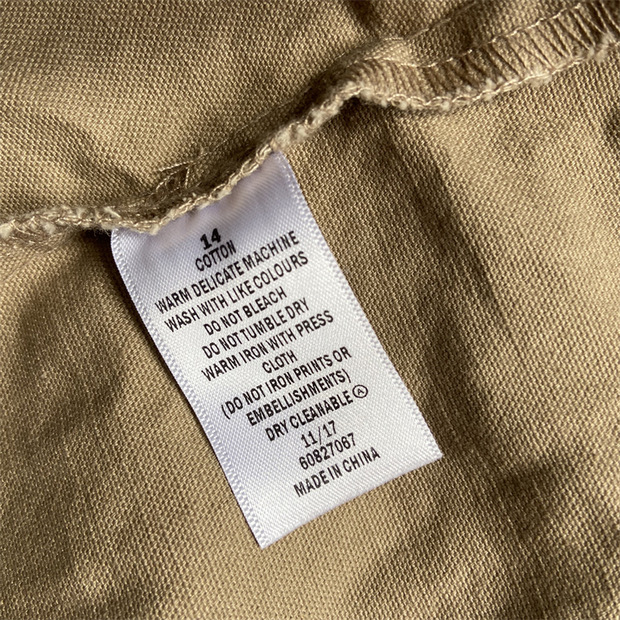 14
COTTON
WARM DELICATE MACHINE
WASH WITH LIKE COLOURS
DO NOT BLEACH
DO NOT TUMBLE DRY
WARM IRON WITH PRESS
CLOTH
(DO NOT IRON PRINTS OR
EMBELLISHMENTS)
DRY CLEANABLE Ⓐ
11/17
60827067
MADE IN CHINA